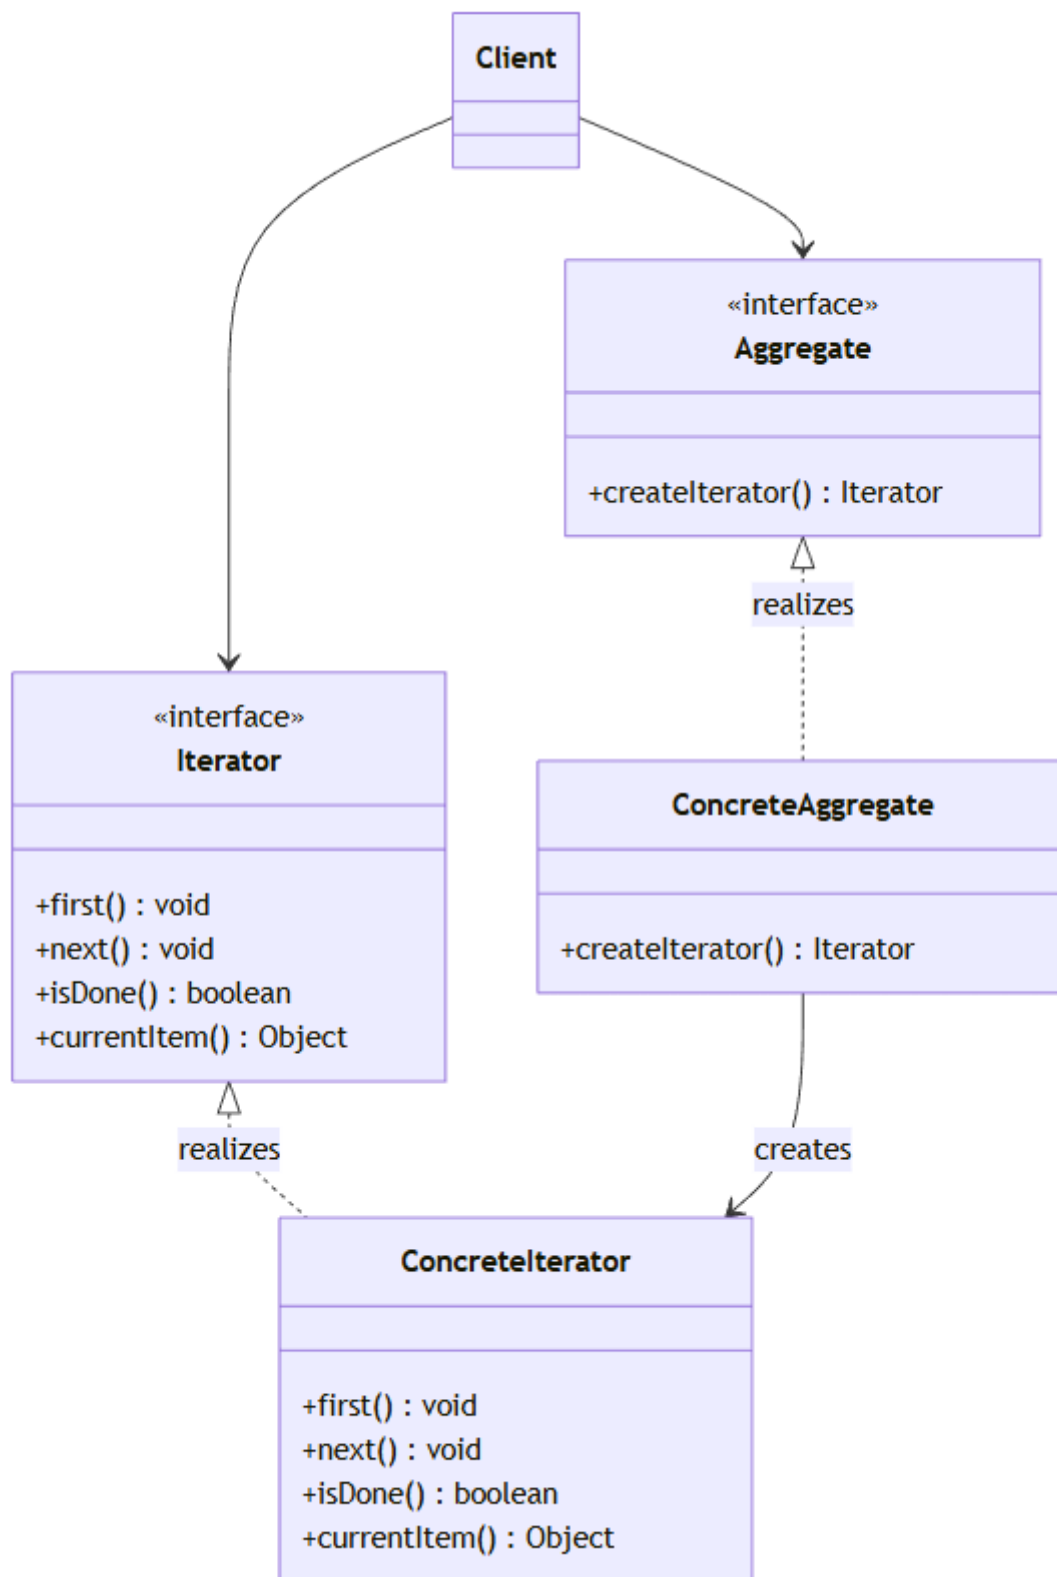 Client
«interface»
Aggregate
+createIterator() : Iterator
realizes
«interface»
Iterator
+first() : void
+next() : void
+isDone() : boolean
+currentItem() : Object
ConcreteAggregate
+createIterator() : Iterator
realizes
creates
ConcreteIterator
+first() : void
+next() : void
+isDone() : boolean
+currentItem() : Object